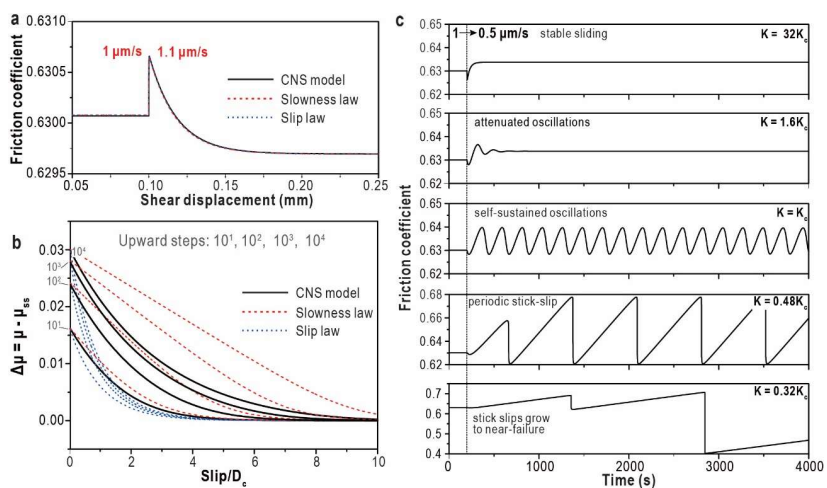 a
0.6310
0.6305
0.6300
0.6295
Friction coefficient
1 μm/s
1.1 μm/s
CNS model
Slowness law
Slip law
0.05
0.10
0.15
0.20
0.25
Shear displacement (mm)
b
0.03
0.02
0.01
0.00
Δμ = μ - μss
10⁴
10³
10²
10¹
Upward steps: 10¹, 10², 10³, 10⁴
CNS model
Slowness law
Slip law
0
2
4
6
8
10
Slip/Dc
c
Friction coefficient
0.65
0.64
0.63
0.62
1→0.5 μm/s
stable sliding
K = 32Kc
0.65
0.64
0.63
0.62
attenuated oscillations
K = 1.6Kc
0.65
0.64
0.63
0.62
self-sustained oscillations
K = Kc
0.68
0.66
0.64
0.62
periodic stick-slip
K = 0.48Kc
0.7
0.6
0.5
0.4
stick slips grow
to near-failure
K = 0.32Kc
0
1000
2000
3000
4000
Time (s)